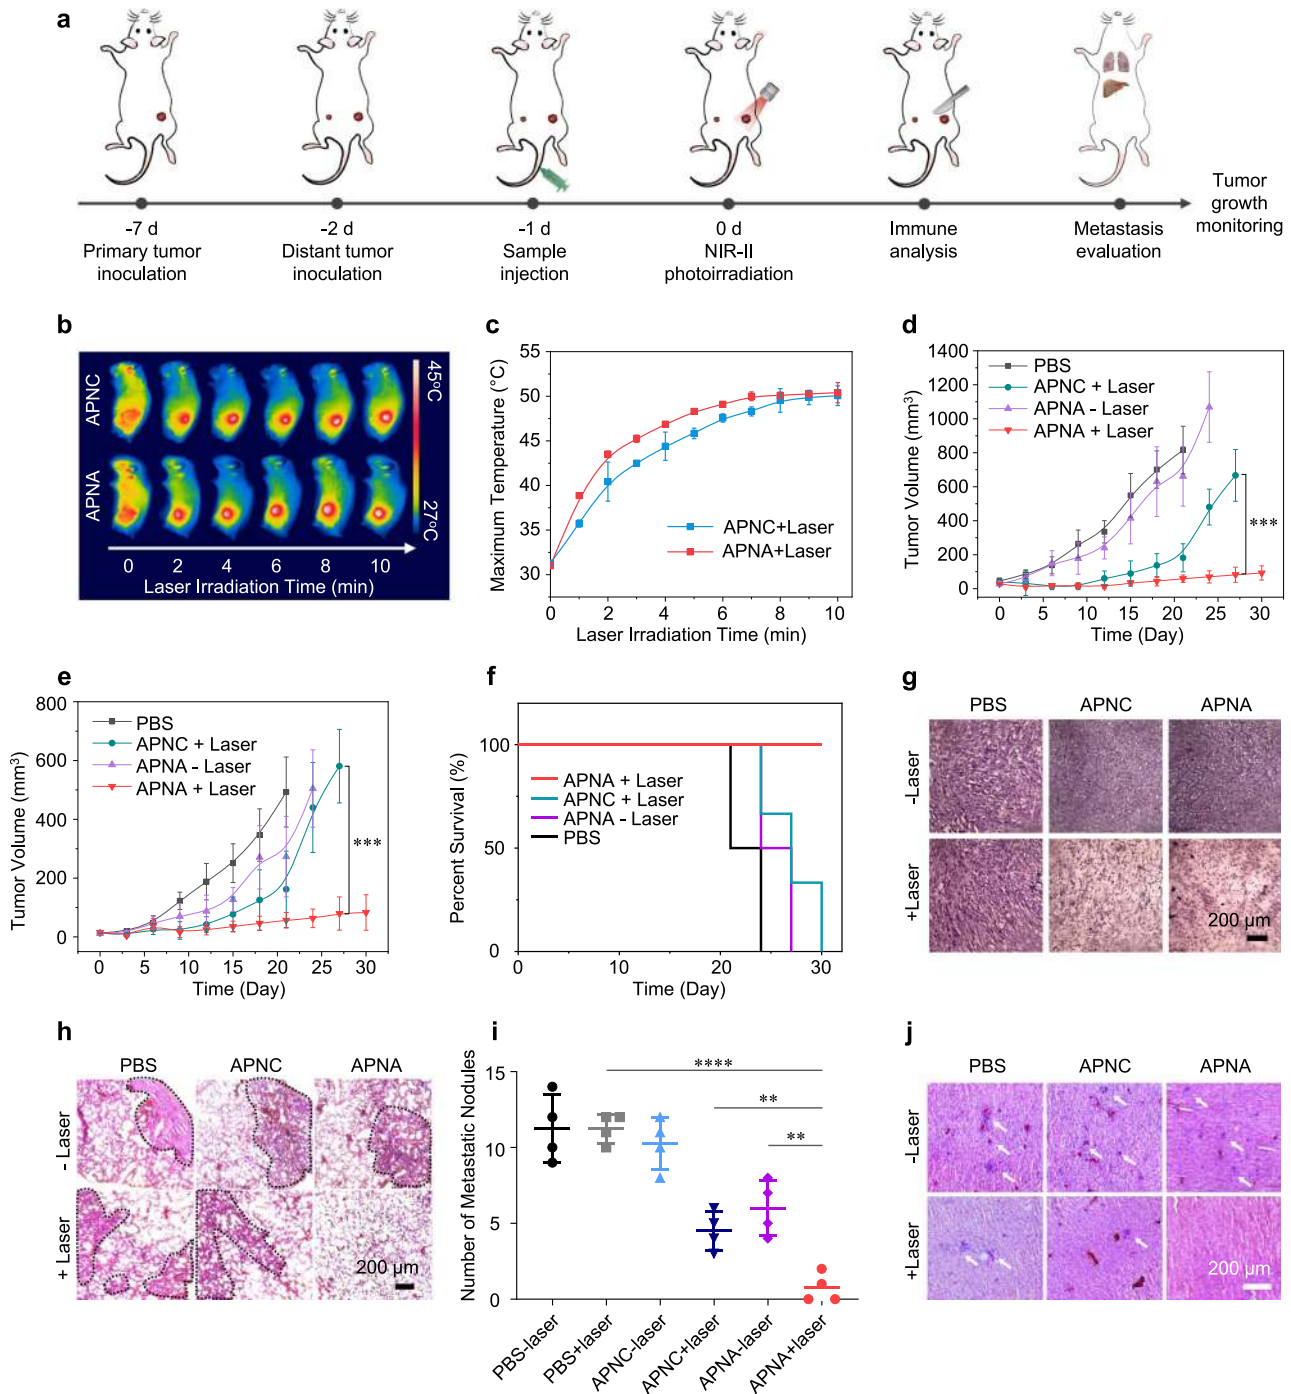 a
-7 d
Primary tumor
inoculation
-2 d
Distant tumor
inoculation
-1 d
Sample
injection
0 d
NIR-II
photoirradiation
Immune
analysis
Metastasis
evaluation
Tumor
growth
monitoring
b
APNC
APNA
45°C
27°C
0 2 4 6 8 10
Laser Irradiation Time (min)
c
Maximum Temperature (°C)
55
50
45
40
35
30
APNC+Laser
APNA+Laser
0 2 4 6 8 10
Laser Irradiation Time (min)
d
Tumor Volume (mm³)
1400
1200
1000
800
600
400
200
0
PBS
APNC + Laser
APNA - Laser
APNA + Laser
***
0 5 10 15 20 25 30
Time (Day)
e
Tumor Volume (mm³)
800
600
400
200
0
PBS
APNC + Laser
APNA - Laser
APNA + Laser
***
0 5 10 15 20 25 30
Time (Day)
f
Percent Survival (%)
100
50
0
APNA + Laser
APNC + Laser
APNA - Laser
PBS
0 10 20 30
Time (Day)
g
PBS APNC APNA
-Laser
+Laser
200 µm
h
PBS APNC APNA
- Laser
+ Laser
200 µm
i
Number of Metastatic Nodules
15
10
5
0
****
**
**
PBS-laser
PBS+laser
APNC-laser
APNC+laser
APNA-laser
APNA+laser
j
PBS APNC APNA
-Laser
+Laser
200 µm